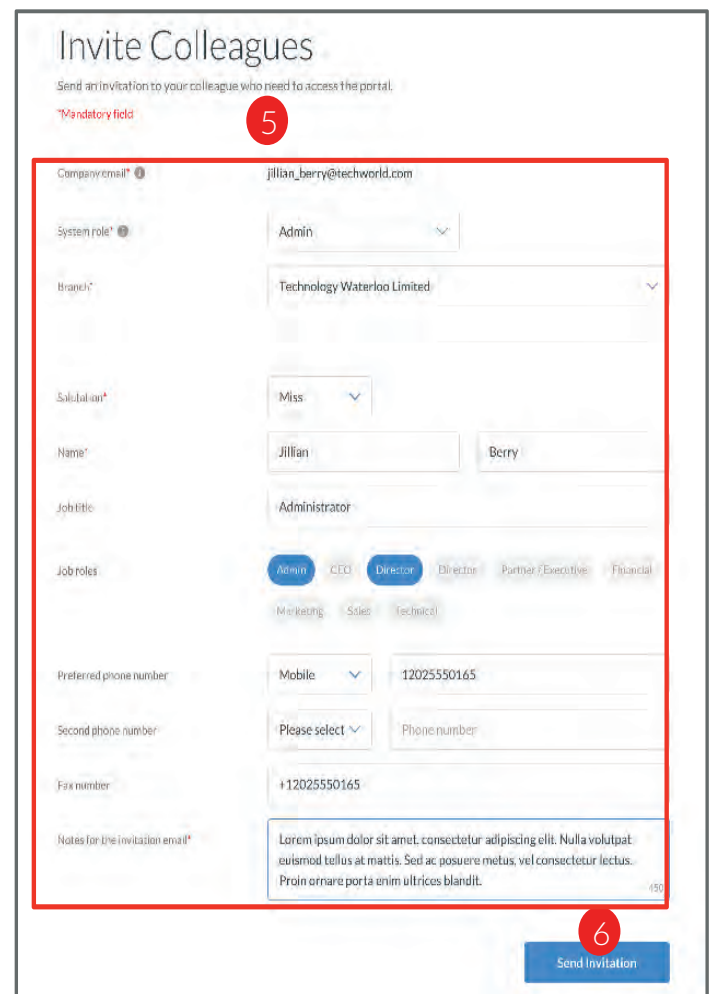 Invite Colleagues
Send an invitation to your colleague who need to access the portal.
*Mandatory field
5
Company email* jillian_berry@techworld.com
System role* Admin
Branch* Technology Waterloo Limited
Salutation* Miss
Name* Jillian Berry
Job title Administrator
Job roles Admin CEO Director Director Partner / Executive Financial
Marketing Sales Technical
Preferred phone number Mobile 12025550165
Second phone number Please select Phone number
Fax number +12025550165
Notes for the invitation email* Lorem ipsum dolor sit amet, consectetur adipiscing elit. Nulla volutpat
euismod tellus at mattis. Sed ac posuere metus, vel consectetur lectus.
Proin ornare porta enim ultrices blandit.
450
6
Send Invitation